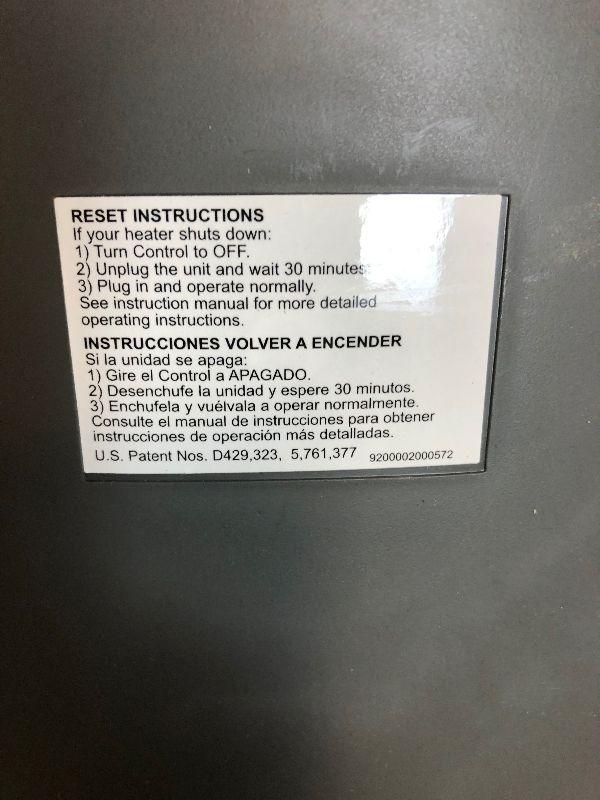 RESET INSTRUCTIONS
If your heater shuts down:
1) Turn Control to OFF.
2) Unplug the unit and wait 30 minutes
3) Plug in and operate normally.
See instruction manual for more detailed
operating instructions.
INSTRUCCIONES VOLVER A ENCENDER
Si la unidad se apaga:
1) Gire el Control a APAGADO.
2) Desenchufe la unidad y espere 30 minutos.
3) Enchufela y vuélvala a operar normalmente.
Consulte el manual de instrucciones para obtener
instrucciones de operación más detalladas.
U.S. Patent Nos. D429,323, 5,761,377 9200002000572